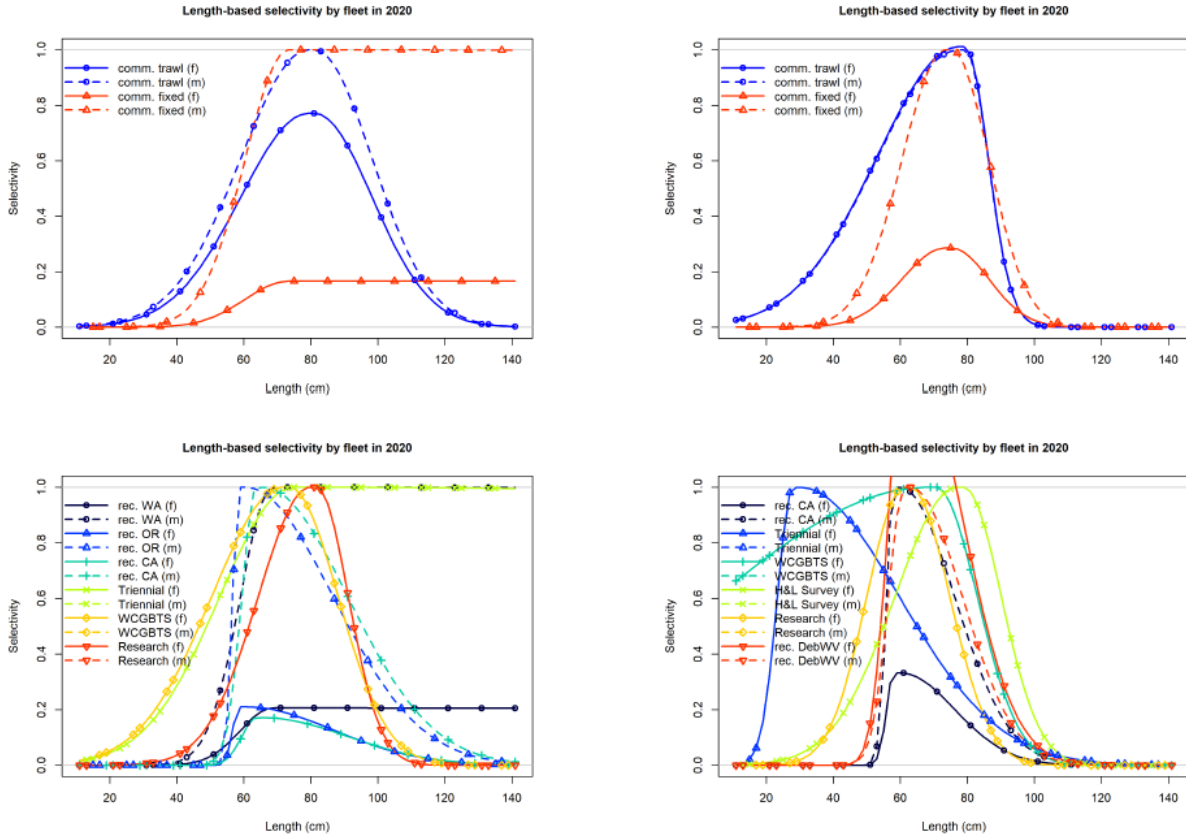 Length-based selectivity by fleet in 2020
1.0
0.8
0.6
0.4
0.2
0.0
Selectivity
comm. trawl (f)
comm. trawl (m)
comm. fixed (f)
comm. fixed (m)
20 40 60 80 100 120 140
Length (cm)
Length-based selectivity by fleet in 2020
1.0
0.8
0.6
0.4
0.2
0.0
Selectivity
comm. trawl (f)
comm. trawl (m)
comm. fixed (f)
comm. fixed (m)
20 40 60 80 100 120 140
Length (cm)
Length-based selectivity by fleet in 2020
1.0
0.8
0.6
0.4
0.2
0.0
Selectivity
rec. WA (f)
rec. WA (m)
rec. OR (f)
rec. OR (m)
rec. CA (f)
rec. CA (m)
Triennial (f)
Triennial (m)
WCGBTS (f)
WCGBTS (m)
Research (f)
Research (m)
20 40 60 80 100 120 140
Length (cm)
Length-based selectivity by fleet in 2020
1.0
0.8
0.6
0.4
0.2
0.0
Selectivity
rec. CA (f)
rec. CA (m)
Triennial (f)
Triennial (m)
WCGBTS (f)
WCGBTS (m)
H&L Survey (f)
H&L Survey (m)
Research (f)
Research (m)
rec. DebWV (f)
rec. DebWV (m)
20 40 60 80 100 120 140
Length (cm)